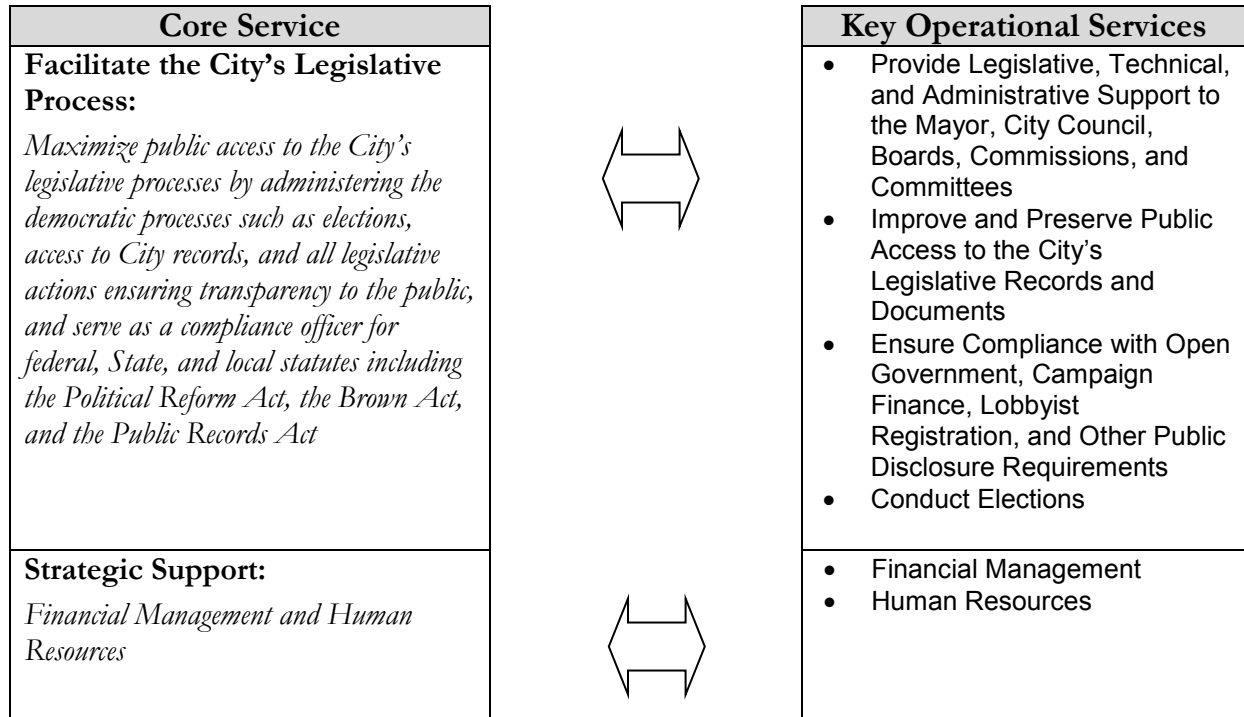 Core Service
Facilitate the City’s Legislative
Process:
Maximize public access to the City’s
legislative processes by administering the
democratic processes such as elections,
access to City records, and all legislative
actions ensuring transparency to the public,
and serve as a compliance officer for
federal, State, and local statutes including
the Political Reform Act, the Brown Act,
and the Public Records Act
Strategic Support:
Financial Management and Human
Resources
Key Operational Services
• Provide Legislative, Technical,
and Administrative Support to
the Mayor, City Council,
Boards, Commissions, and
Committees
• Improve and Preserve Public
Access to the City’s
Legislative Records and
Documents
• Ensure Compliance with Open
Government, Campaign
Finance, Lobbyist
Registration, and Other Public
Disclosure Requirements
• Conduct Elections
• Financial Management
• Human Resources